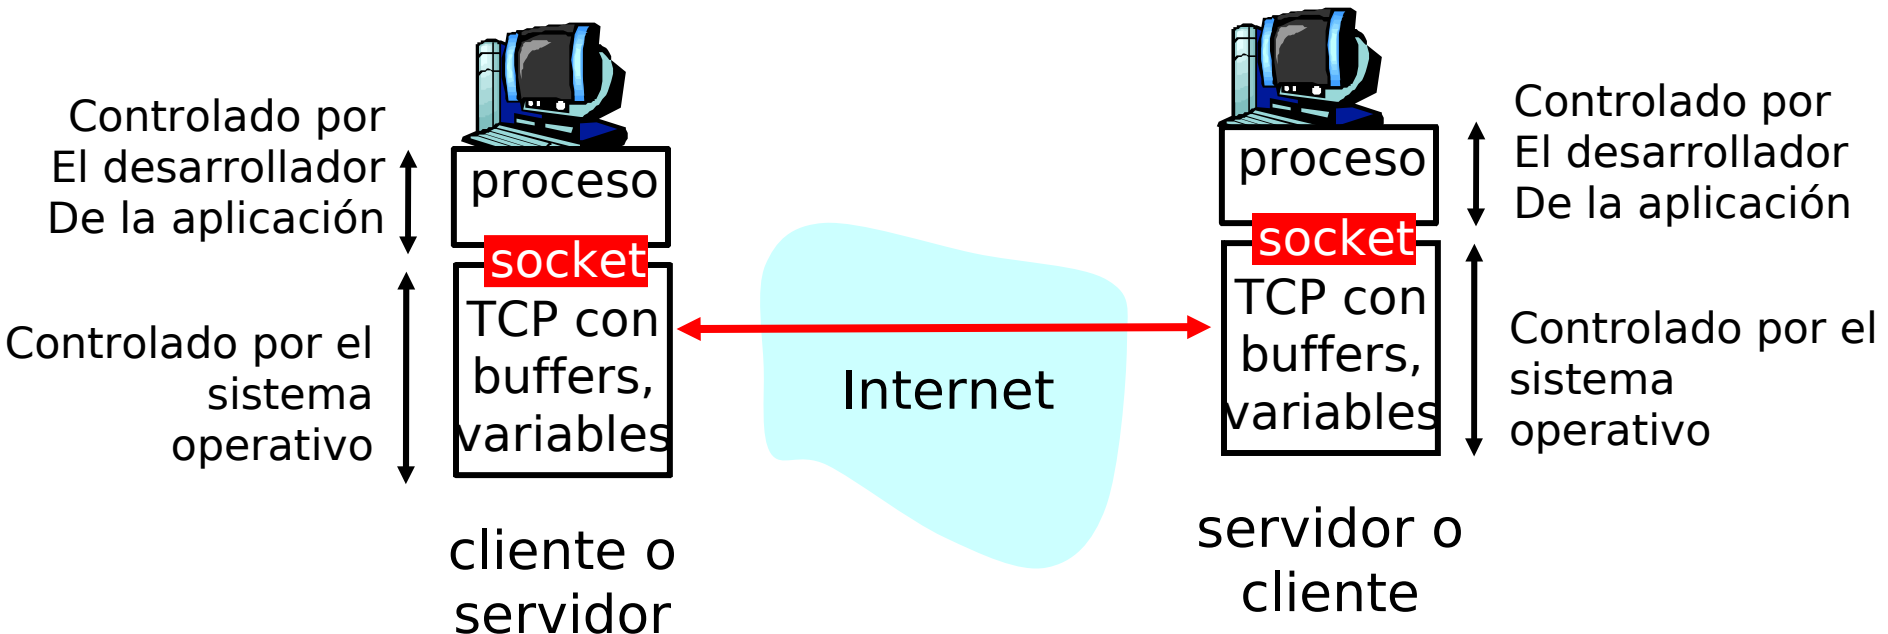 Controlado por
El desarrollador
De la aplicación
proceso
socket
TCP con
buffers,
variables
Controlado por el
sistema
operativo
cliente o
servidor
Internet
proceso
socket
TCP con
buffers,
variables
Controlado por
El desarrollador
De la aplicación
Controlado por el
sistema
operativo
servidor o
cliente